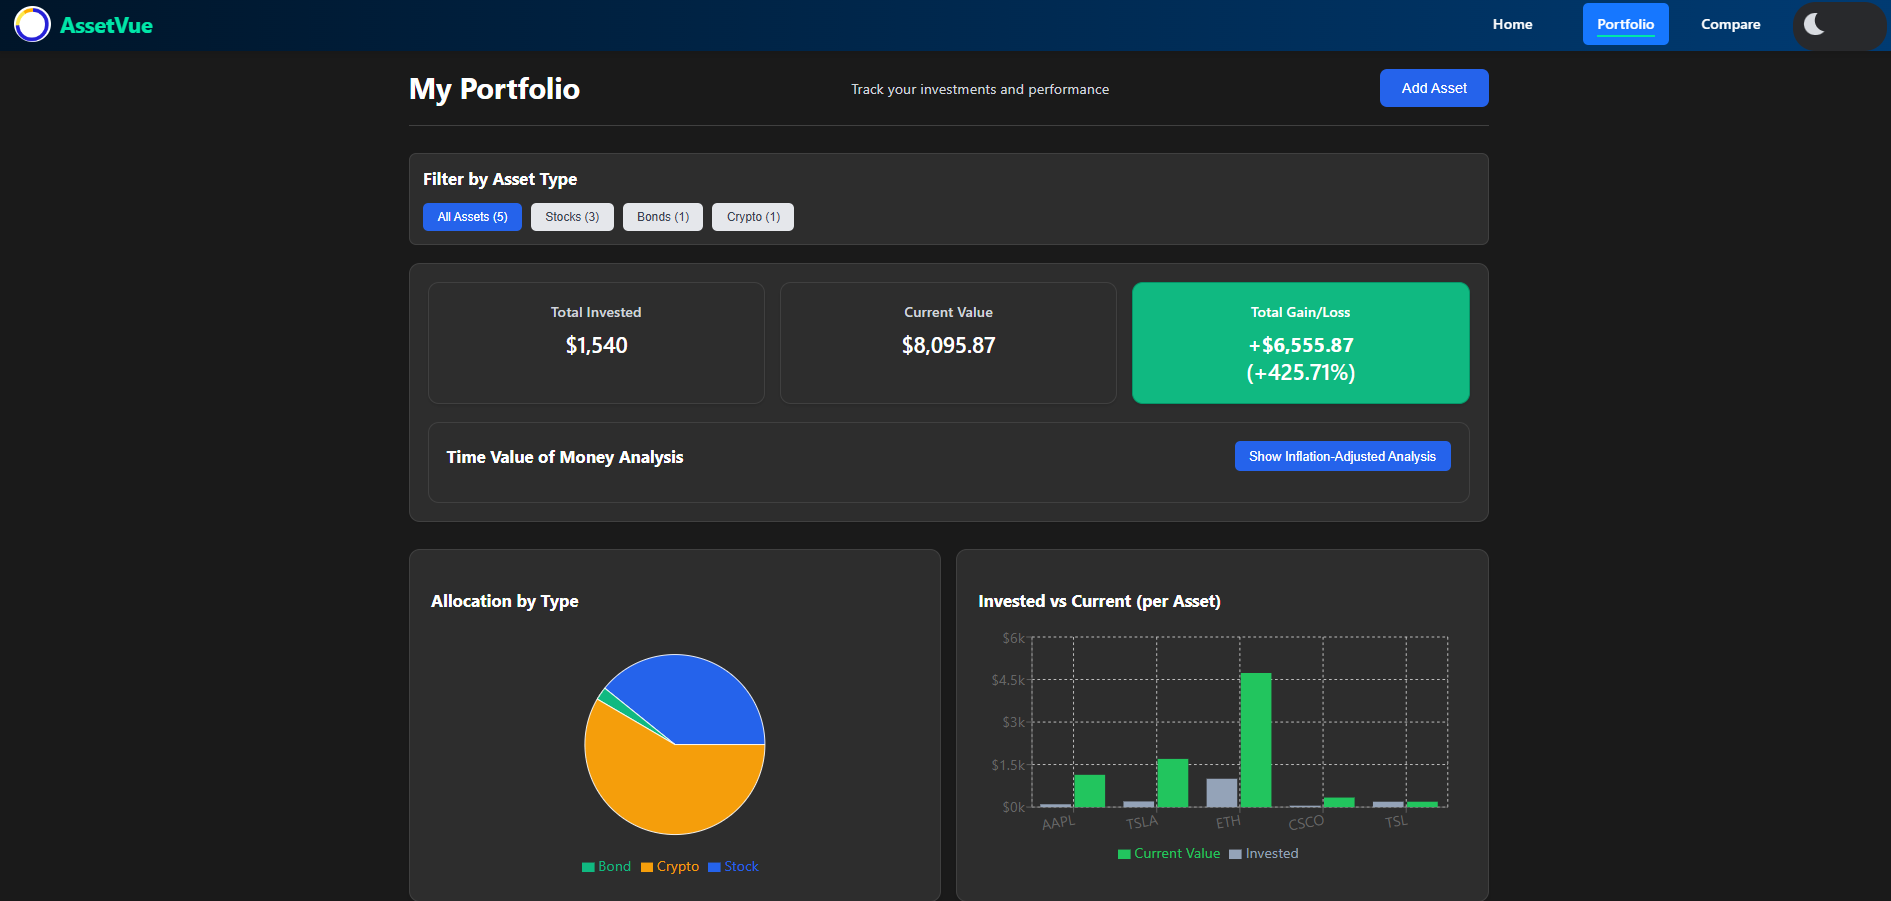 AssetVue
Home
Portfolio
Compare
My Portfolio
Track your investments and performance
Add Asset
Filter by Asset Type
All Assets (5)
Stocks (3)
Bonds (1)
Crypto (1)
Total Invested
$1,540
Current Value
$8,095.87
Total Gain/Loss
+$6,555.87
(+425.71%)
Time Value of Money Analysis
Show Inflation-Adjusted Analysis
Allocation by Type
Bond
Crypto
Stock
Invested vs Current (per Asset)
$6k
$4.5k
$3k
$1.5k
$0k
AAPL
TSLA
ETH
CSCO
TSL
Current Value
Invested